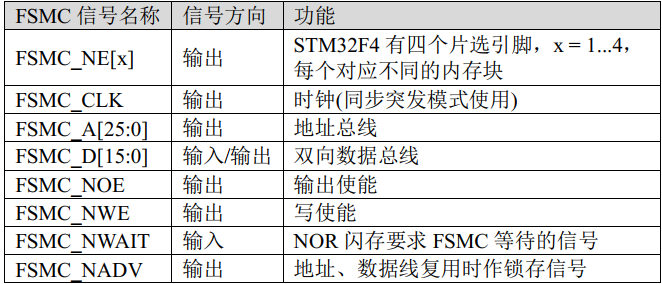 FSMC 信号名称 信号方向 功能
FSMC_NE[x] 输出 STM32F4 有四个片选引脚，x = 1...4，
每个对应不同的内存块
FSMC_CLK 输出 时钟(同步突发模式使用)
FSMC_A[25:0] 输出 地址总线
FSMC_D[15:0] 输入/输出 双向数据总线
FSMC_NOE 输出 输出使能
FSMC_NWE 输出 写使能
FSMC_NWAIT 输入 NOR 闪存要求 FSMC 等待的信号
FSMC_NADV 输出 地址、数据线复用时作锁存信号